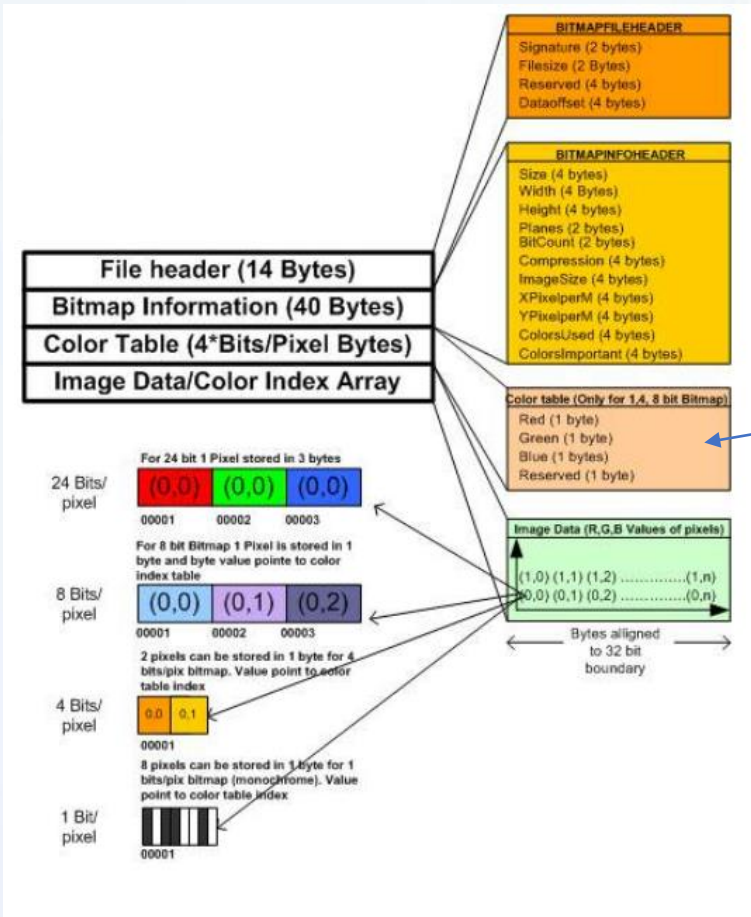 BITMAPFILEHEADER
Signature (2 bytes)
Filesize (2 Bytes)
Reserved (4 bytes)
Dataoffset (4 bytes)
BITMAPINFOHEADER
Size (4 bytes)
Width (4 Bytes)
Height (4 bytes)
Planes (2 bytes)
BitCount (2 bytes)
Compression (4 bytes)
ImageSize (4 bytes)
XPixelperM (4 bytes)
YPixelperM (4 bytes)
ColorsUsed (4 bytes)
ColorsImportant (4 bytes)
File header (14 Bytes)
Bitmap Information (40 Bytes)
Color Table (4*Bits/Pixel Bytes)
Image Data/Color Index Array
Color table (Only for 1,4, 8 bit Bitmap)
Red (1 byte)
Green (1 byte)
Blue (1 bytes)
Reserved (1 byte)
Image Data (R,G,B Values of pixels)
(1,0) (1,1) (1,2) .............(1,n)
(0,0) (0,1) (0,2) .............(0,n)
Bytes alligned
to 32 bit
boundary
For 24 bit 1 Pixel stored in 3 bytes
24 Bits/
pixel
(0,0) (0,0) (0,0)
00001 00002 00003
For 8 bit Bitmap 1 Pixel is stored in 1
byte and byte value pointe to color
index table
8 Bits/
pixel
(0,0) (0,1) (0,2)
00001 00002 00003
2 pixels can be stored in 1 byte for 4
bits/pix bitmap. Value point to color
table index
4 Bits/
pixel
0,0 0,1
00001
8 pixels can be stored in 1 byte for 1
bits/pix bitmap (monochrome). Value
point to color table index
1 Bit/
pixel
00001